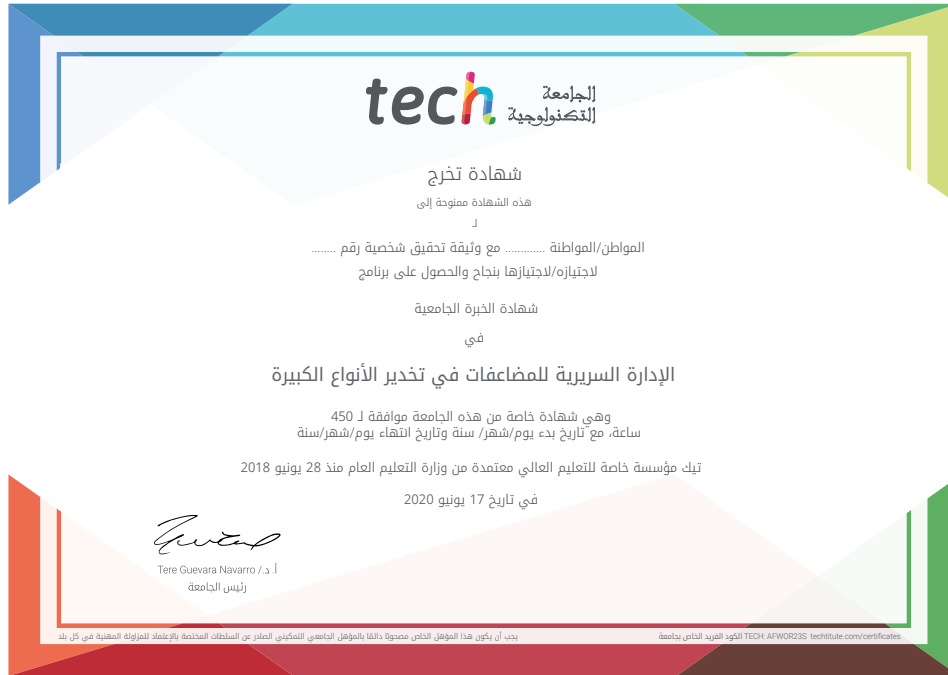 tech الجامعة
التكنولوجية
شهادة تخرج
هذه الشهادة ممنوحة إلى
لـ
المواطن/المواطنة ............ مع وثيقة تحقيق شخصية رقم ........
لاجتيازه/لاجتيازها بنجاح والحصول على برنامج
شهادة الخبرة الجامعية
في
الإدارة السريرية للمضاعفات في تخدير الأنواع الكبيرة
وهي شهادة خاصة من هذه الجامعة موافقة لـ 450
ساعة، مع تاريخ بدء يوم/شهر/ سنة وتاريخ انتهاء يوم/شهر/سنة
تيك مؤسسة خاصة للتعليم العالي معتمدة من وزارة التعليم العام منذ 28 يونيو 2018
في تاريخ 17 يونيو 2020
أ. د./ Tere Guevara Navarro
رئيس الجامعة
يجب أن يكون هذا المؤهل الخاص مصحوبًا دائمًا بالمؤهل الجامعي التمكيني الصادر عن السلطات المختصة بالإعتماد للمزاولة المهنية في كل بلد
الكود الفريد الخاص بجامعة TECH: AFWOR23S techtitute.com/certificates